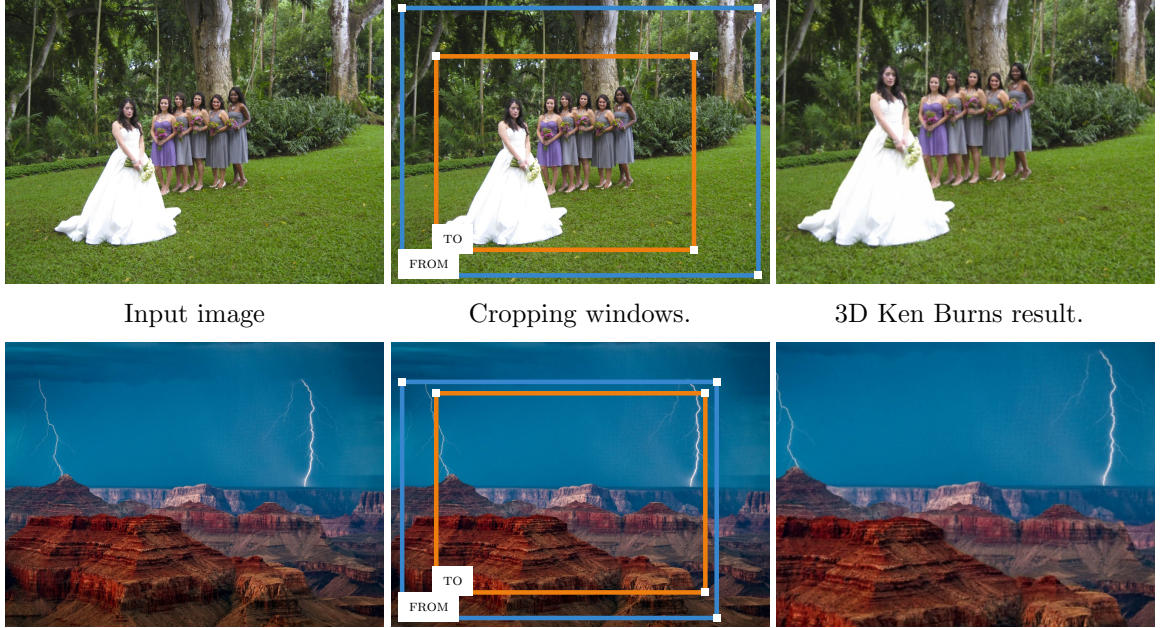 TO
FROM
Input image
Cropping windows.
3D Ken Burns result.
TO
FROM